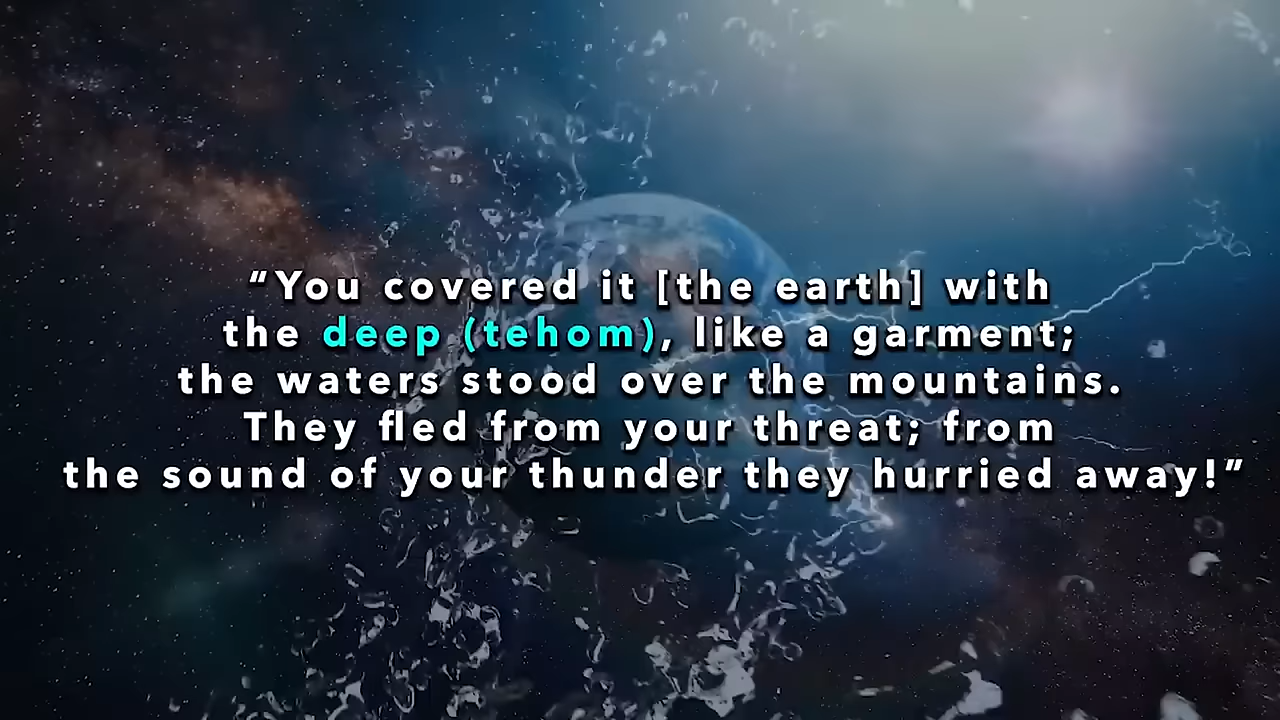 “You covered it [the earth] with
the deep (tehom), like a garment;
the waters stood over the mountains.
They fled from your threat; from
the sound of your thunder they hurried away!”